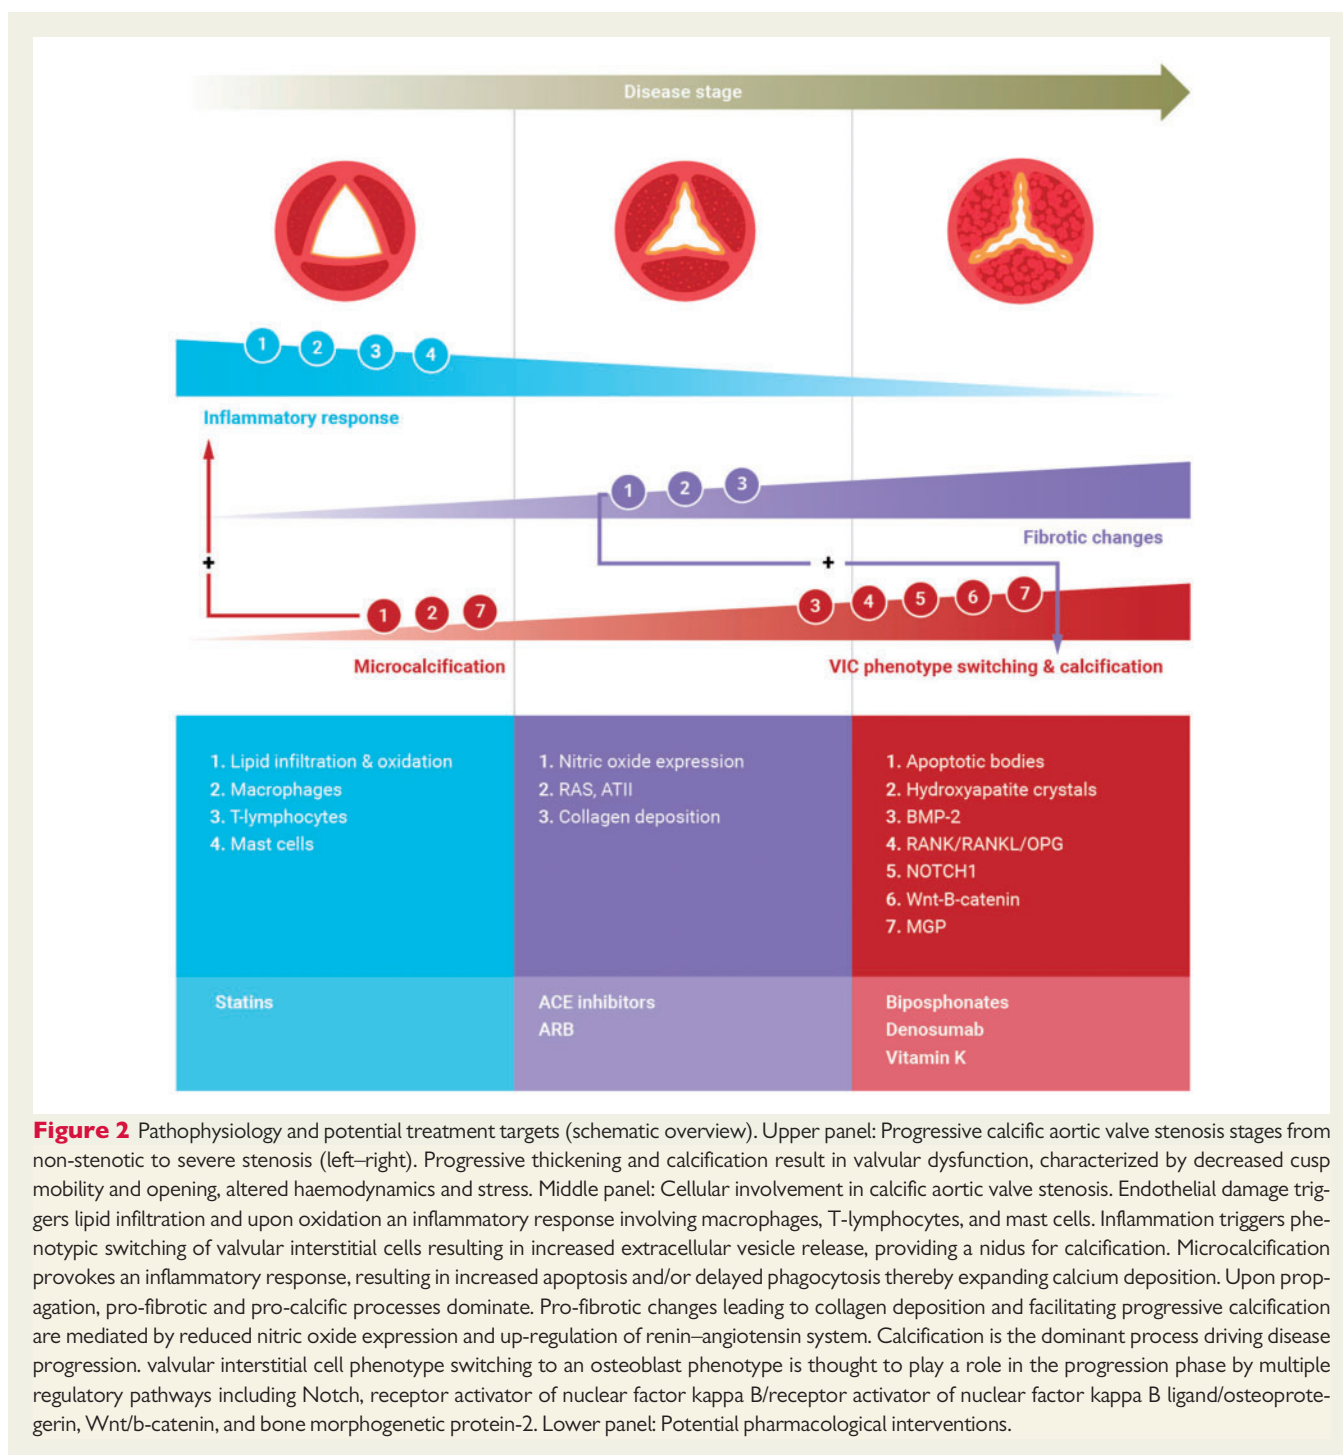 Disease stage
1 2 3 4
Inflammatory response
1 2 3
Fibrotic changes
+
+
1 2 7 3 4 5 6 7
Microcalcification
VIC phenotype switching & calcification
1. Lipid infiltration & oxidation
2. Macrophages
3. T-lymphocytes
4. Mast cells
1. Nitric oxide expression
2. RAS, ATII
3. Collagen deposition
1. Apoptotic bodies
2. Hydroxyapatite crystals
3. BMP-2
4. RANK/RANKL/OPG
5. NOTCH1
6. Wnt-B-catenin
7. MGP
Statins
ACE inhibitors
ARB
Biposphonates
Denosumab
Vitamin K
Figure 2 Pathophysiology and potential treatment targets (schematic overview). Upper panel: Progressive calcific aortic valve stenosis stages from
non-stenotic to severe stenosis (left–right). Progressive thickening and calcification result in valvular dysfunction, characterized by decreased cusp
mobility and opening, altered haemodynamics and stress. Middle panel: Cellular involvement in calcific aortic valve stenosis. Endothelial damage trig-
gers lipid infiltration and upon oxidation an inflammatory response involving macrophages, T-lymphocytes, and mast cells. Inflammation triggers phe-
notypic switching of valvular interstitial cells resulting in increased extracellular vesicle release, providing a nidus for calcification. Microcalcification
provokes an inflammatory response, resulting in increased apoptosis and/or delayed phagocytosis thereby expanding calcium deposition. Upon prop-
agation, pro-fibrotic and pro-calcific processes dominate. Pro-fibrotic changes leading to collagen deposition and facilitating progressive calcification
are mediated by reduced nitric oxide expression and up-regulation of renin–angiotensin system. Calcification is the dominant process driving disease
progression. valvular interstitial cell phenotype switching to an osteoblast phenotype is thought to play a role in the progression phase by multiple
regulatory pathways including Notch, receptor activator of nuclear factor kappa B/receptor activator of nuclear factor kappa B ligand/osteoprote-
gerin, Wnt/b-catenin, and bone morphogenetic protein-2. Lower panel: Potential pharmacological interventions.